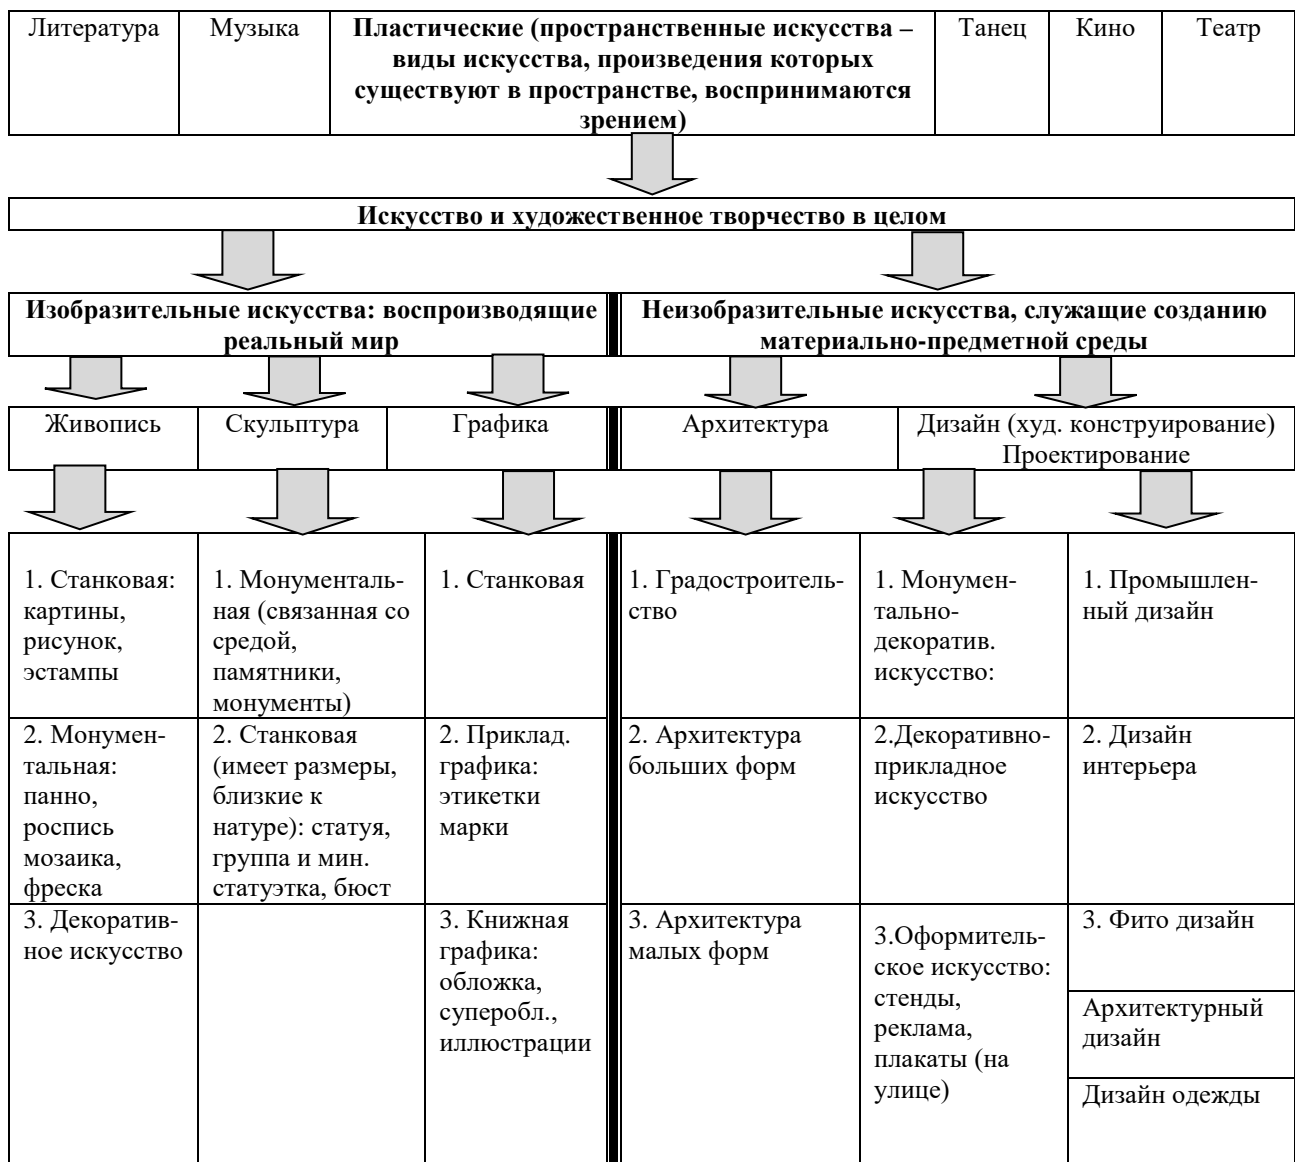 Литература
Музыка
Пластические (пространственные искусства –
виды искусства, произведения которых
существуют в пространстве, воспринимаются
зрением)
Танец
Кино
Театр
Искусство и художественное творчество в целом
Изобразительные искусства: воспроизводящие
реальный мир
Неизобразительные искусства, служащие созданию
материально-предметной среды
Живопись
Скульптура
Графика
Архитектура
Дизайн (худ. конструирование)
Проектирование
1. Станковая:
картины,
рисунок,
эстампы
1. Монументаль-
ная (связанная со
средой,
памятники,
монументы)
1. Станковая
1. Градостроитель-
ство
1. Монумен-
тально-
декоратив.
искусство:
1. Промышлен-
ный дизайн
2. Монумен-
тальная:
панно,
роспись
мозаика,
фреска
2. Станковая
(имеет размеры,
близкие к
натуре): статуя,
группа и мин.
статуэтка, бюст
2. Приклад.
графика:
этикетки
марки
2. Архитектура
больших форм
2.Декоративно-
прикладное
искусство
2. Дизайн
интерьера
3. Декоратив-
ное искусство
3. Книжная
графика:
обложка,
суперобл.,
иллюстрации
3. Архитектура
малых форм
3.Оформитель-
ское искусство:
стенды,
реклама,
плакаты (на
улице)
3. Фито дизайн
Архитектурный
дизайн
Дизайн одежды